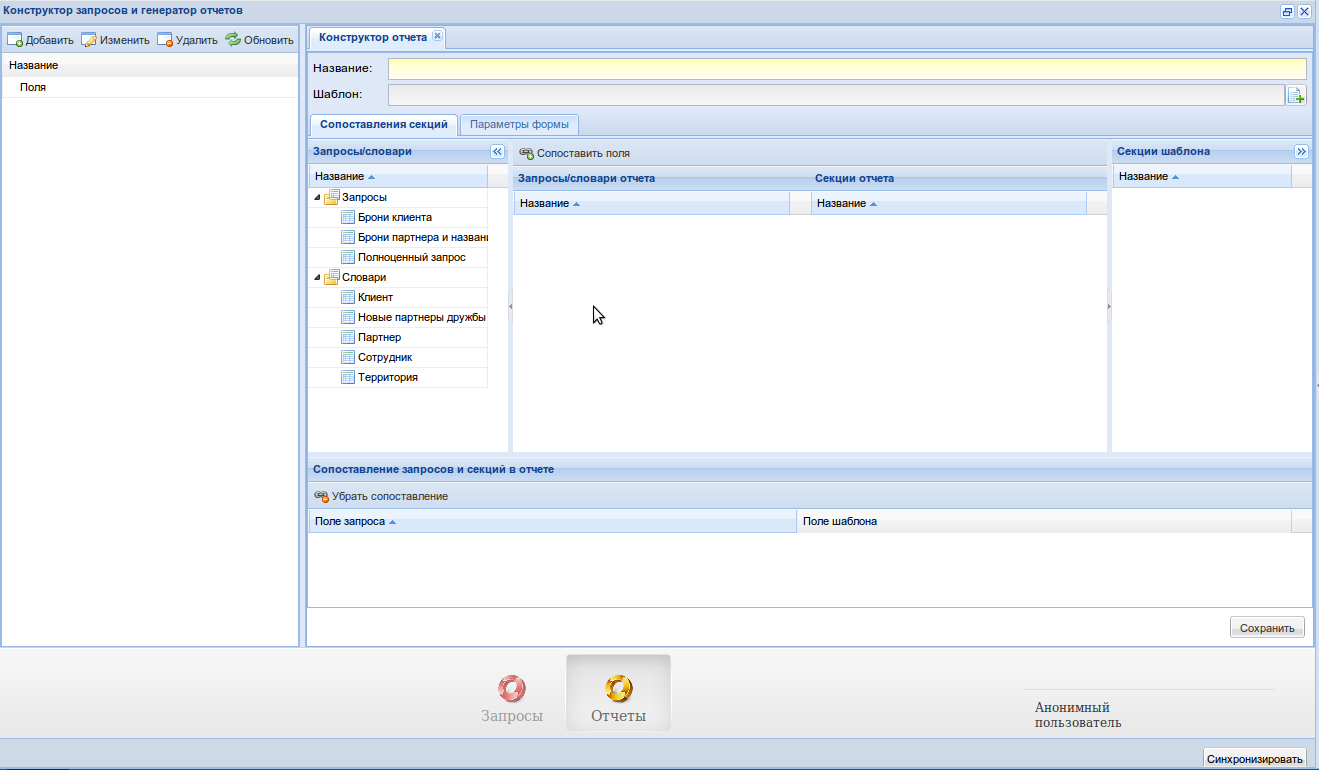 Конструктор запросов и генератор отчетов
Добавить Изменить Удалить Обновить
Название
Поля
Конструктор отчета
Название:
Шаблон:
Сопоставления секций Параметры формы
Запросы/словари
Название
Запросы
Брони клиента
Брони партнера и назван
Полноценный запрос
Словари
Клиент
Новые партнеры дружбы
Партнер
Сотрудник
Территория
Сопоставить поля
Запросы/словари отчета Секции отчета
Название Название
Секции шаблона
Название
Сопоставление запросов и секций в отчете
Убрать сопоставление
Поле запроса Поле шаблона
Сохранить
Запросы Отчеты
Анонимный
пользователь
Синхронизировать